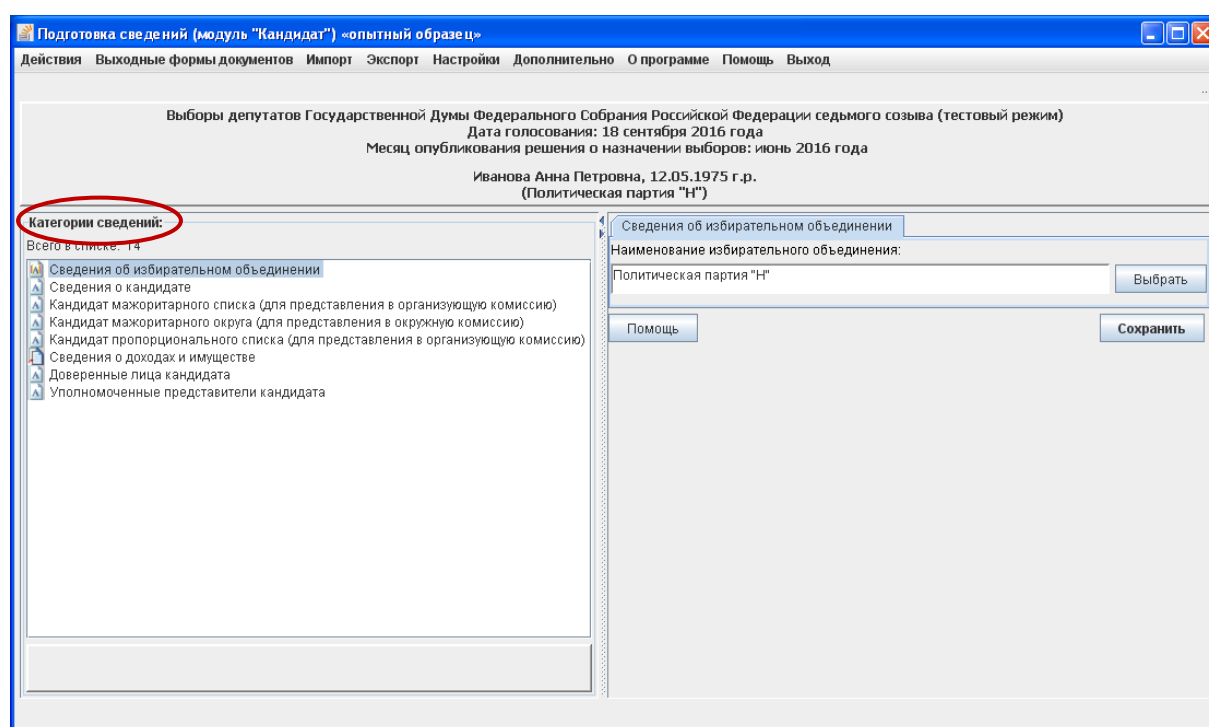 Подготовка сведений (модуль "Кандидат") «опытный образец»
Действия Выходные формы документов Импорт Экспорт Настройки Дополнительно О программе Помощь Выход
Выборы депутатов Государственной Думы Федерального Собрания Российской Федерации седьмого созыва (тестовый режим)
Дата голосования: 18 сентября 2016 года
Месяц опубликования решения о назначении выборов: июнь 2016 года
Иванова Анна Петровна, 12.05.1975 г.р.
(Политическая партия "Н")
Категории сведений:
Всего в списке: 14
Сведения об избирательном объединении
Сведения о кандидате
Кандидат мажоритарного списка (для представления в организующую комиссию)
Кандидат мажоритарного округа (для представления в окружную комиссию)
Кандидат пропорционального списка (для представления в организующую комиссию)
Сведения о доходах и имуществе
Доверенные лица кандидата
Уполномоченные представители кандидата
Сведения об избирательном объединении
Наименование избирательного объединения:
Политическая партия "Н"
Выбрать
Помощь
Сохранить